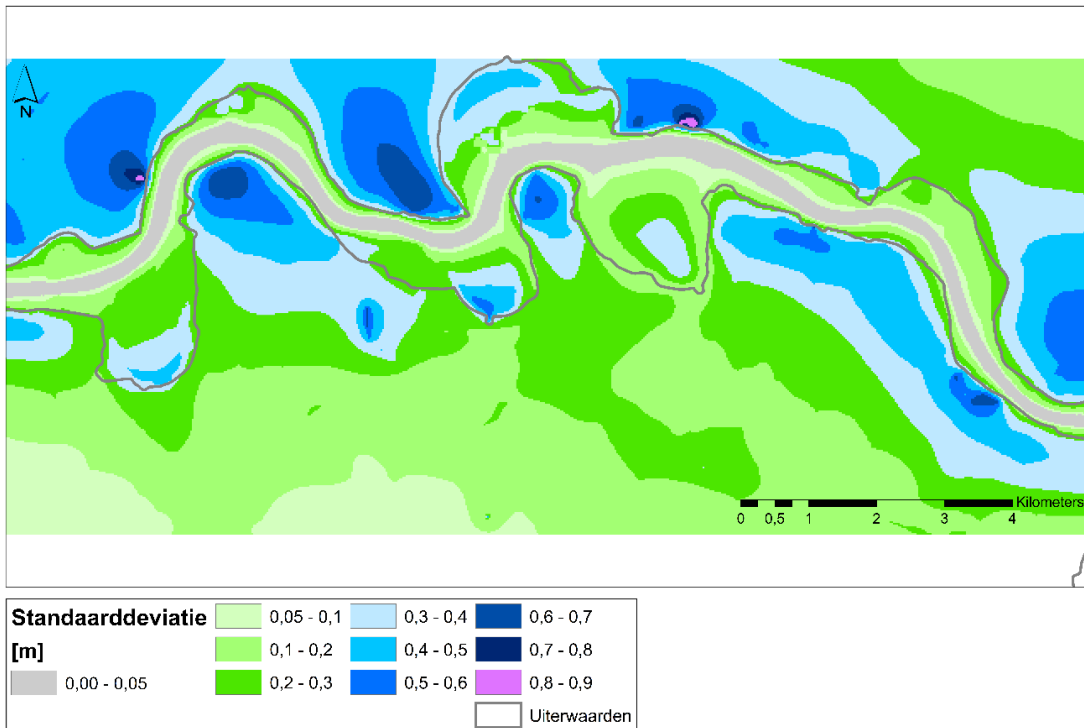 N
Kilometers
0 0,5 1 2 3 4
Standaarddeviatie
[m]
0,00 - 0,05
0,05 - 0,1
0,1 - 0,2
0,2 - 0,3
0,3 - 0,4
0,4 - 0,5
0,5 - 0,6
0,6 - 0,7
0,7 - 0,8
0,8 - 0,9
Uiterwaarden